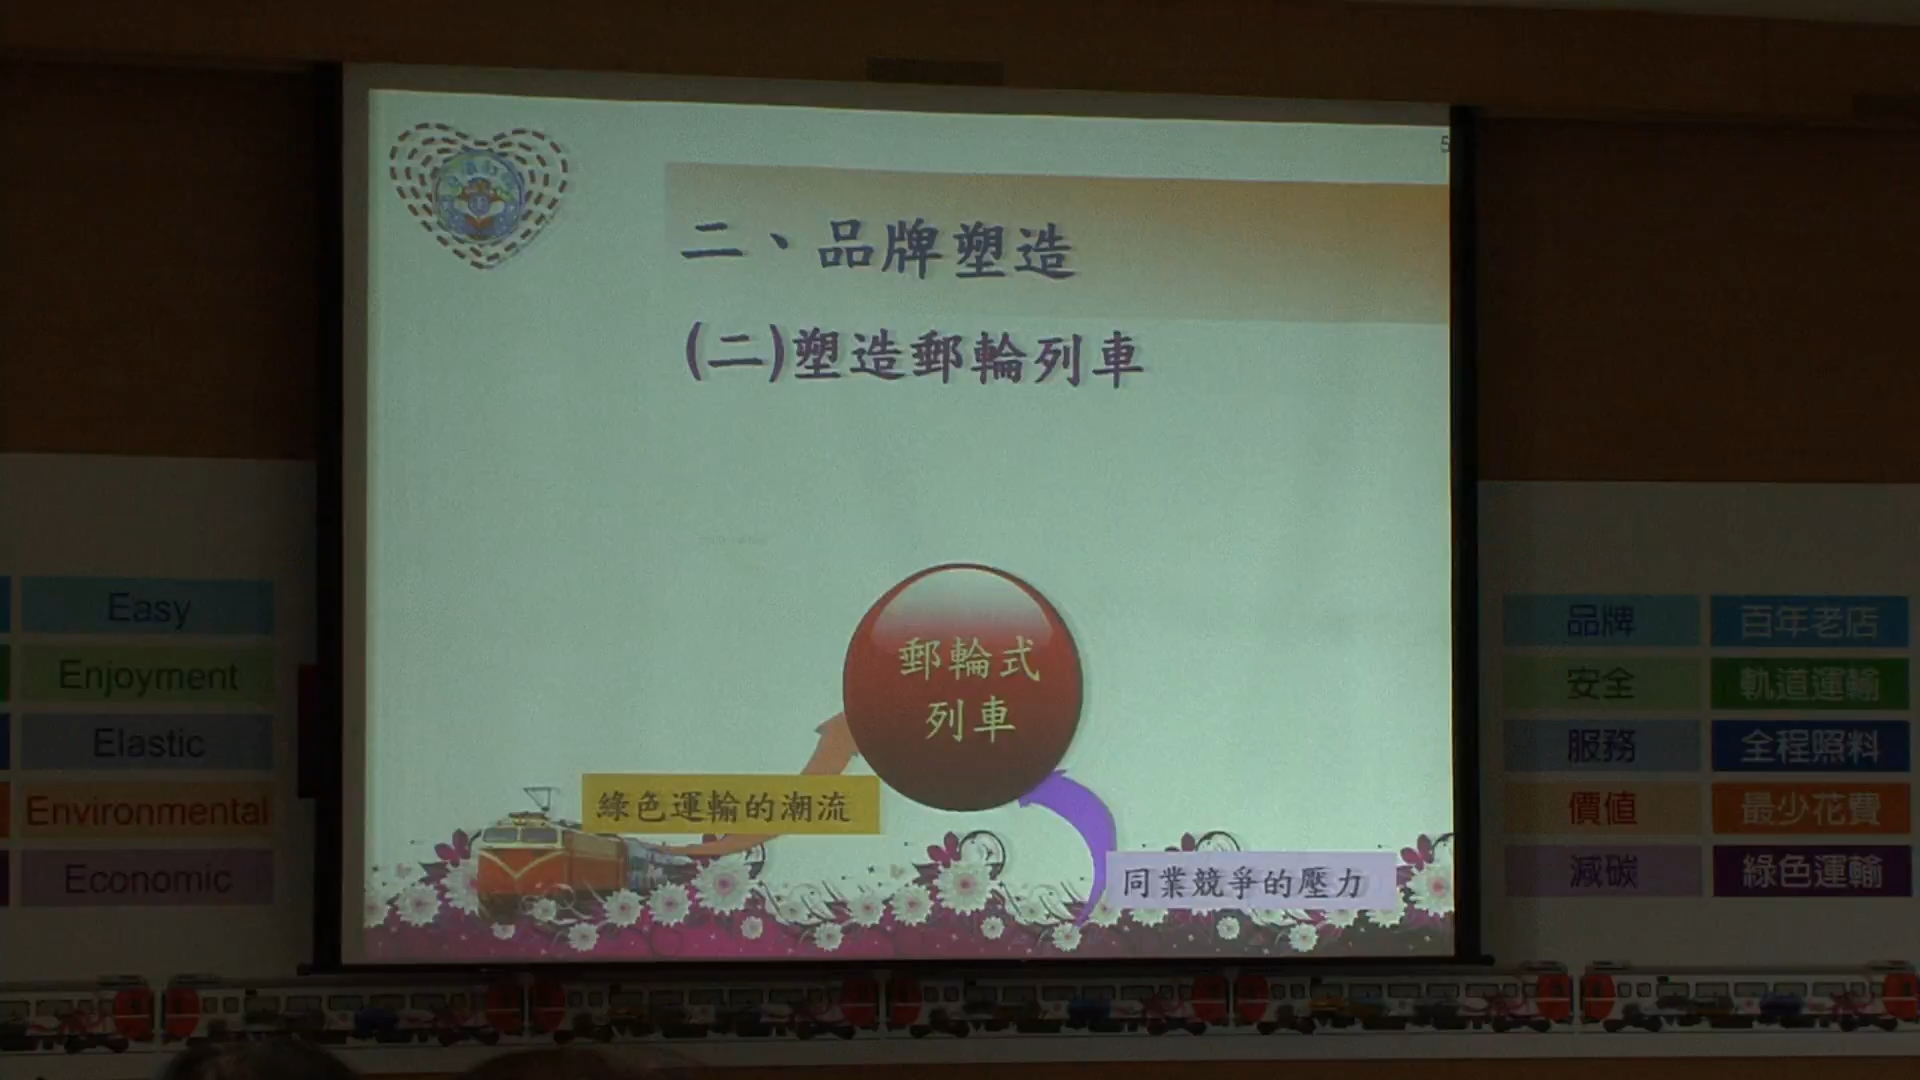 二、品牌塑造
(二)塑造郵輪列車
郵輪式
列車
綠色運輸的潮流
同業競爭的壓力
Easy
Enjoyment
Elastic
Environmental
Economic
品牌 百年老店
安全 軌道運輸
服務 全程照料
價值 最少花費
減碳 綠色運輸